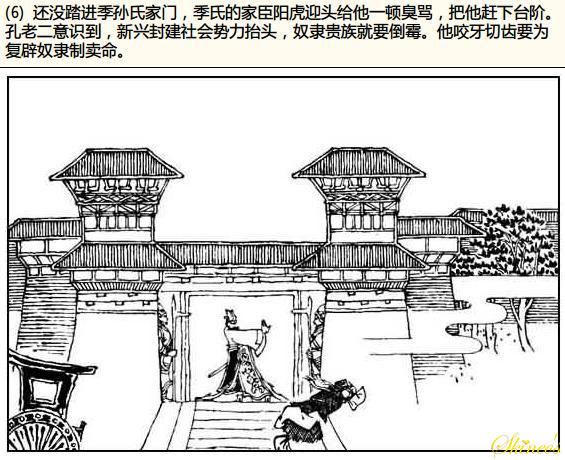 (6) 还没踏进季孙氏家门，季氏的家臣阳虎迎头给他一顿臭骂，把他赶下台阶。
孔老二意识到，新兴封建社会势力抬头，奴隶贵族就要倒霉。他咬牙切齿要为
复辟奴隶制卖命。
Skinee's